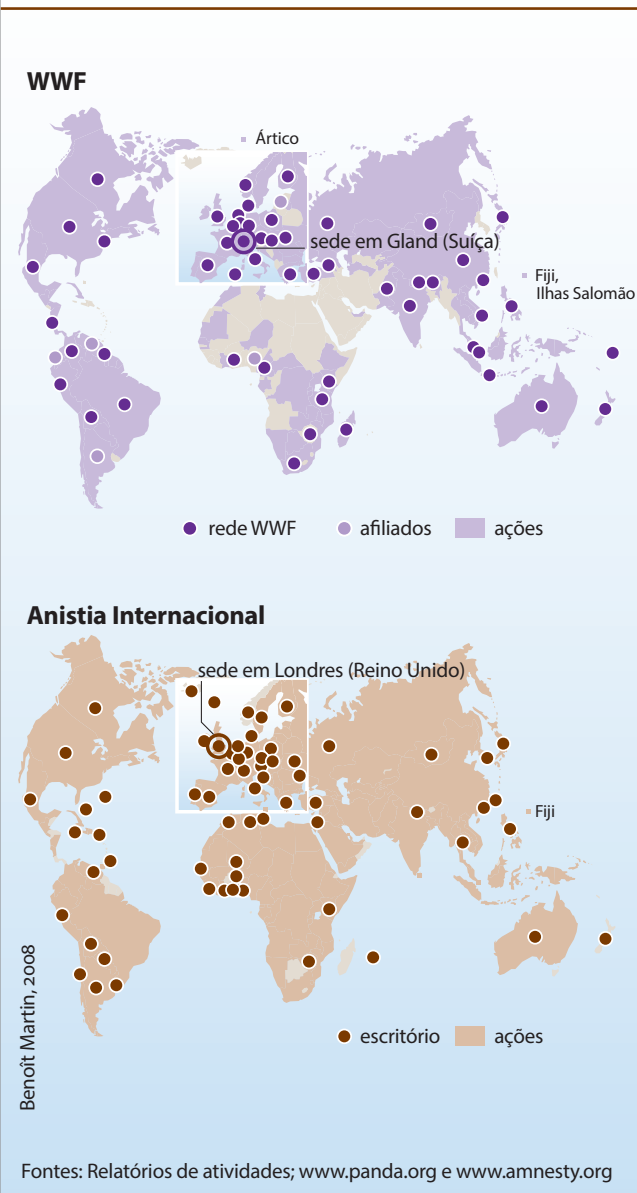 WWF
Ártico
sede em Gland (Suíça)
Fiji,
Ilhas Salomão
rede WWF
afiliados
ações
Anistia Internacional
sede em Londres (Reino Unido)
Fiji
Benoît Martin, 2008
escritório
ações
Fontes: Relatórios de atividades; www.panda.org e www.amnesty.org